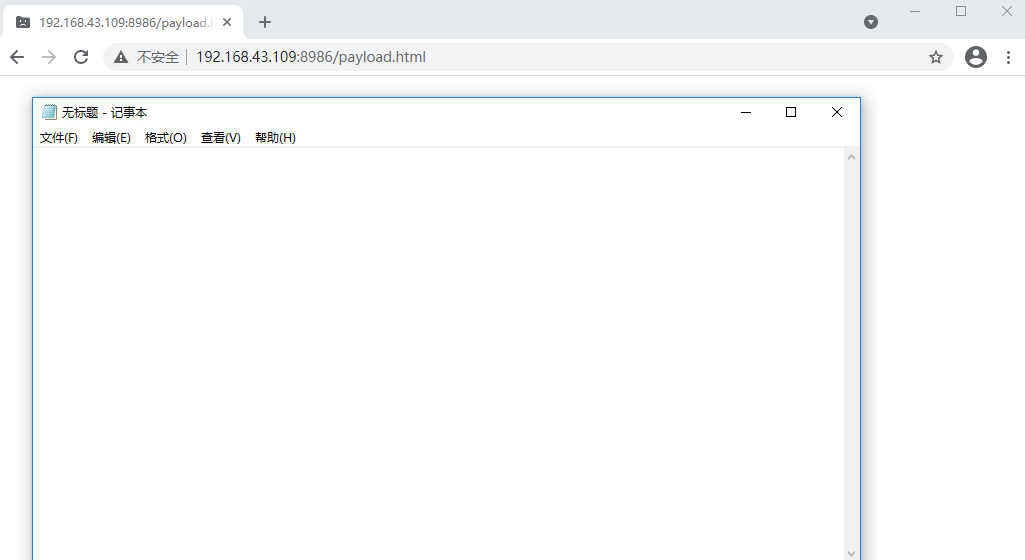 192.168.43.109:8986/payload.h
不安全 192.168.43.109:8986/payload.html
无标题 - 记事本
文件(F) 编辑(E) 格式(O) 查看(V) 帮助(H)